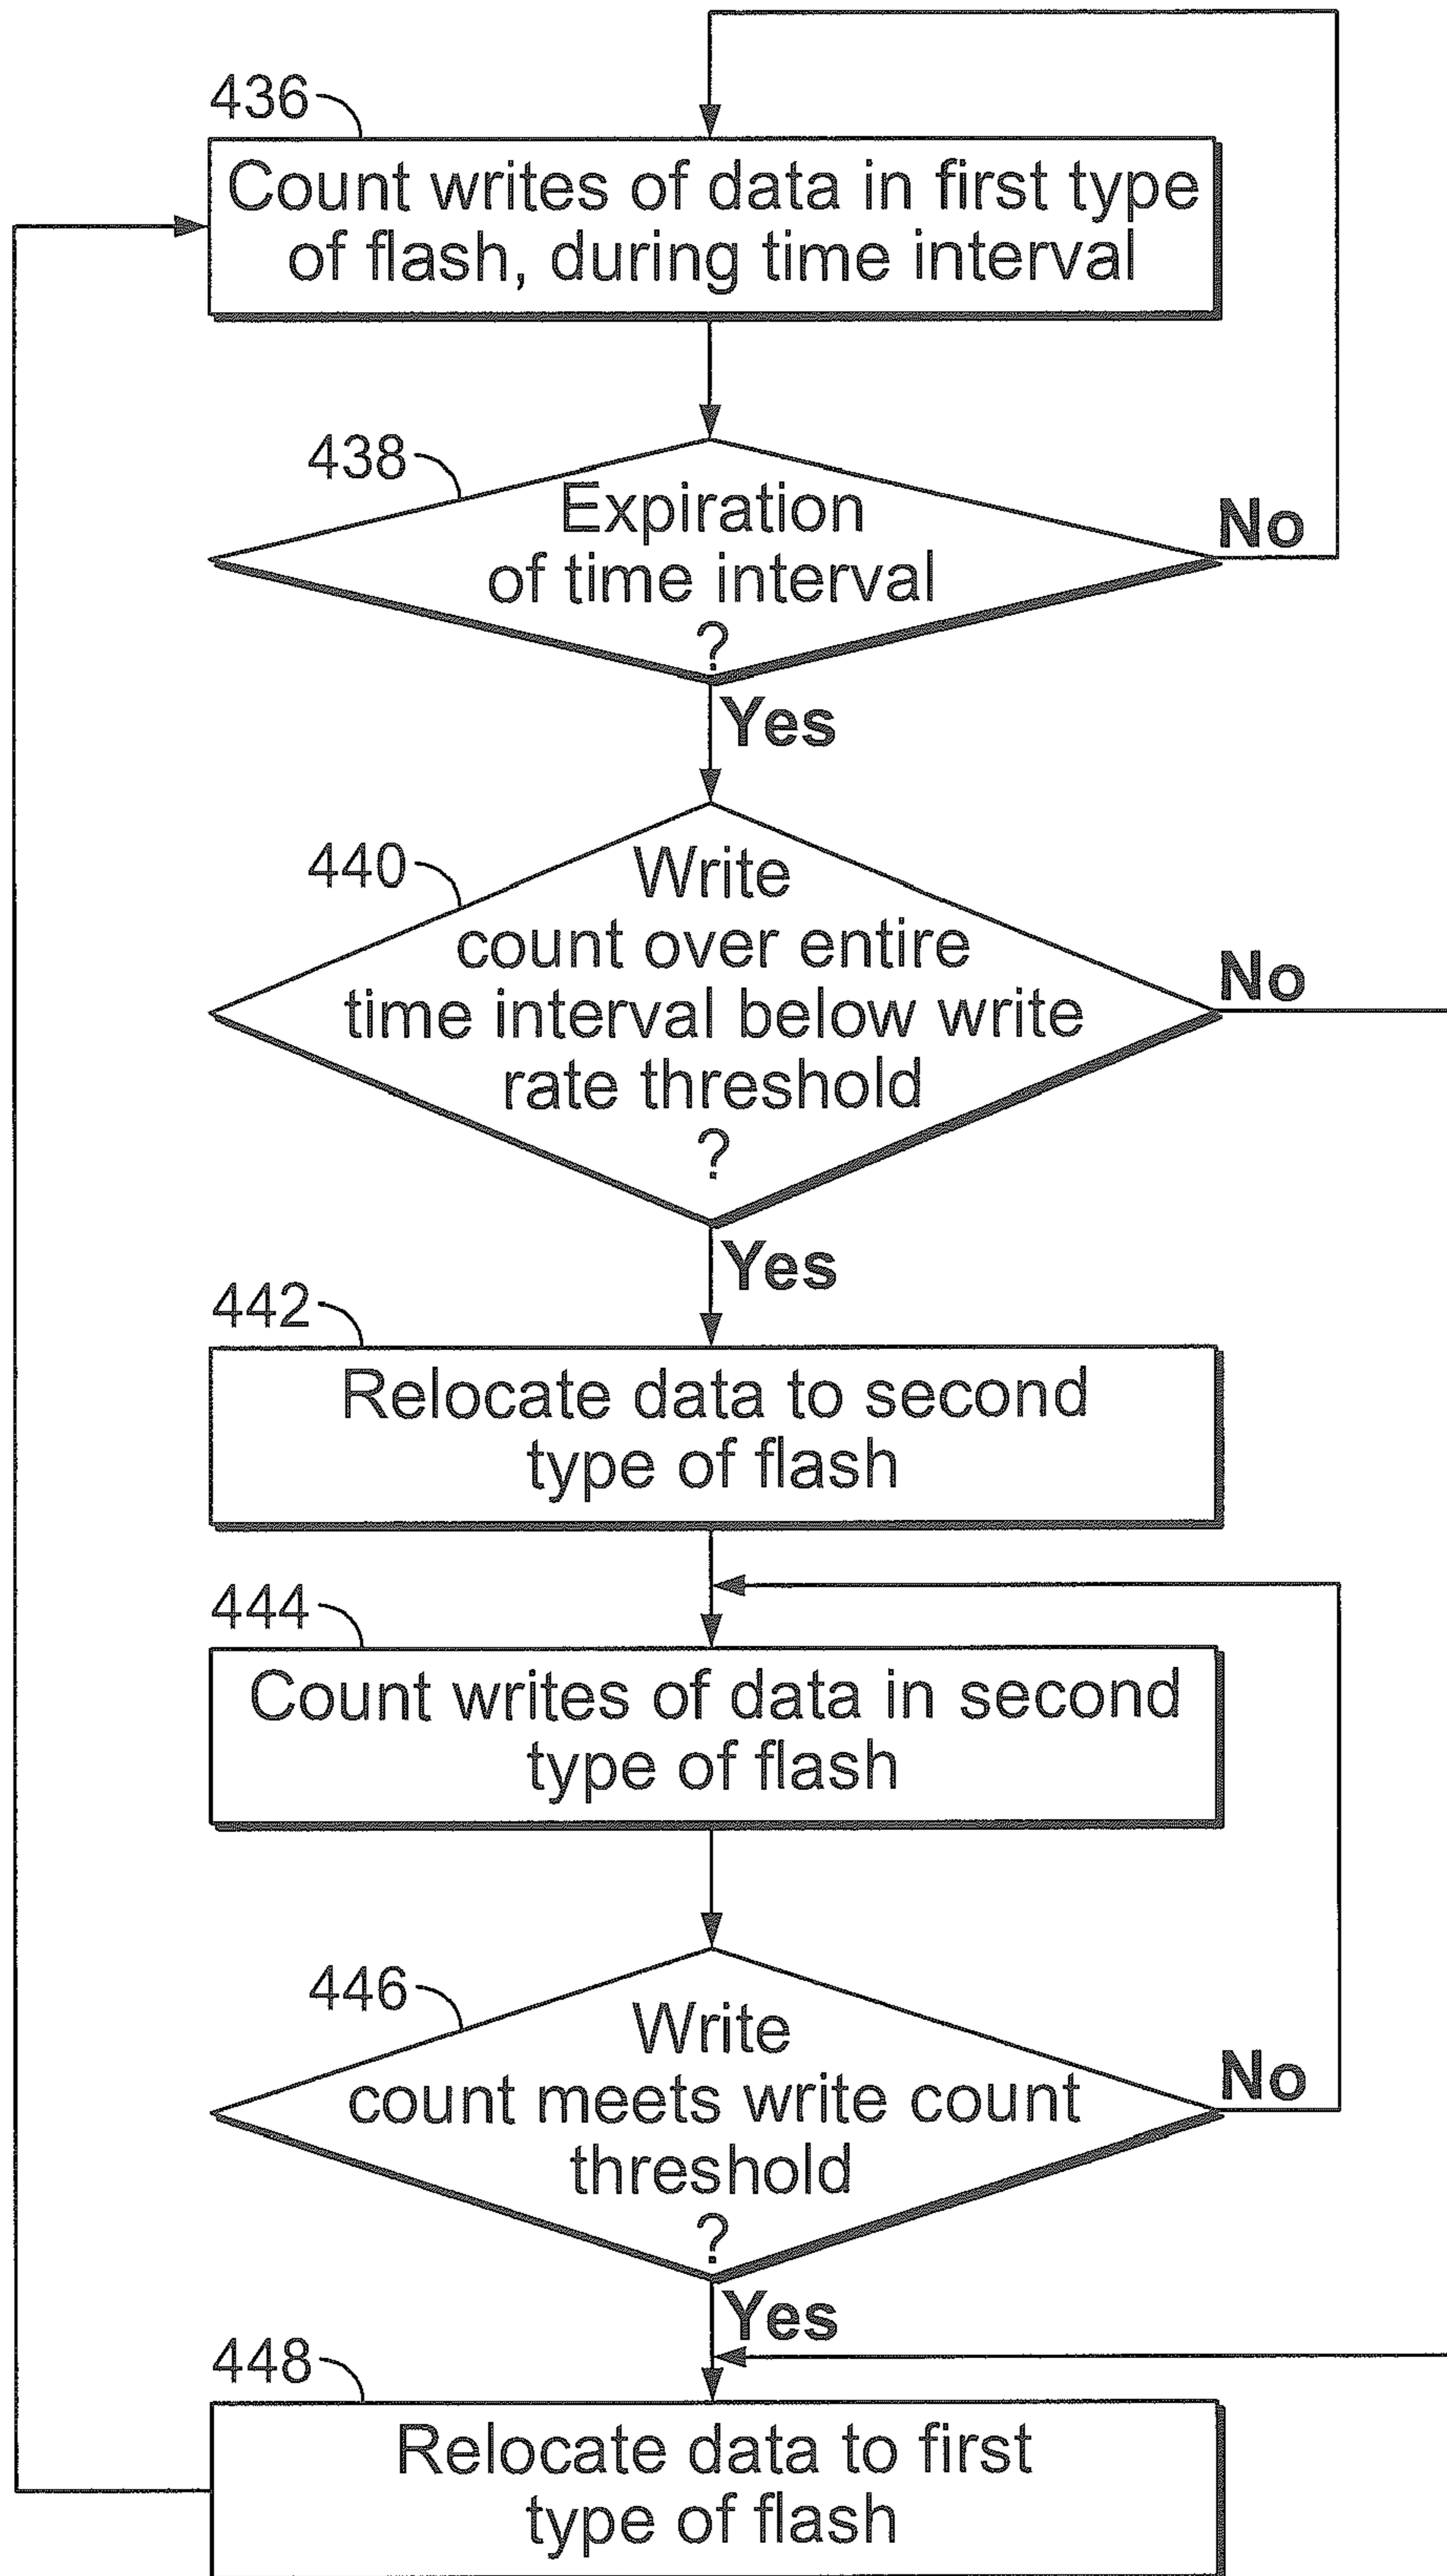 436
Count writes of data in first type
of flash, during time interval
438
Expiration
of time interval
?
No
Yes
440
Write
count over entire
time interval below write
rate threshold
?
No
Yes
442
Relocate data to second
type of flash
444
Count writes of data in second
type of flash
446
Write
count meets write count
threshold
?
No
Yes
448
Relocate data to first
type of flash